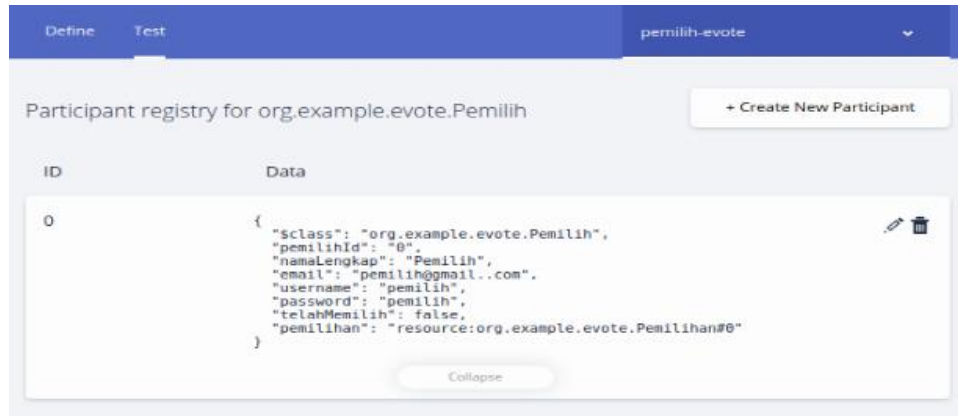 Define Test pemilih-evote
Participant registry for org.example.evote.Pemilih + Create New Participant
ID Data
0 {
"$class": "org.example.evote.Pemilih",
"pemilihId": "0",
"namaLengkap": "Pemilih",
"email": "pemilih@gmail..com",
"username": "pemilih",
"password": "pemilih",
"telahMemilih": false,
"pemilihan": "resource:org.example.evote.Pemilihan#0"
}
Collapse